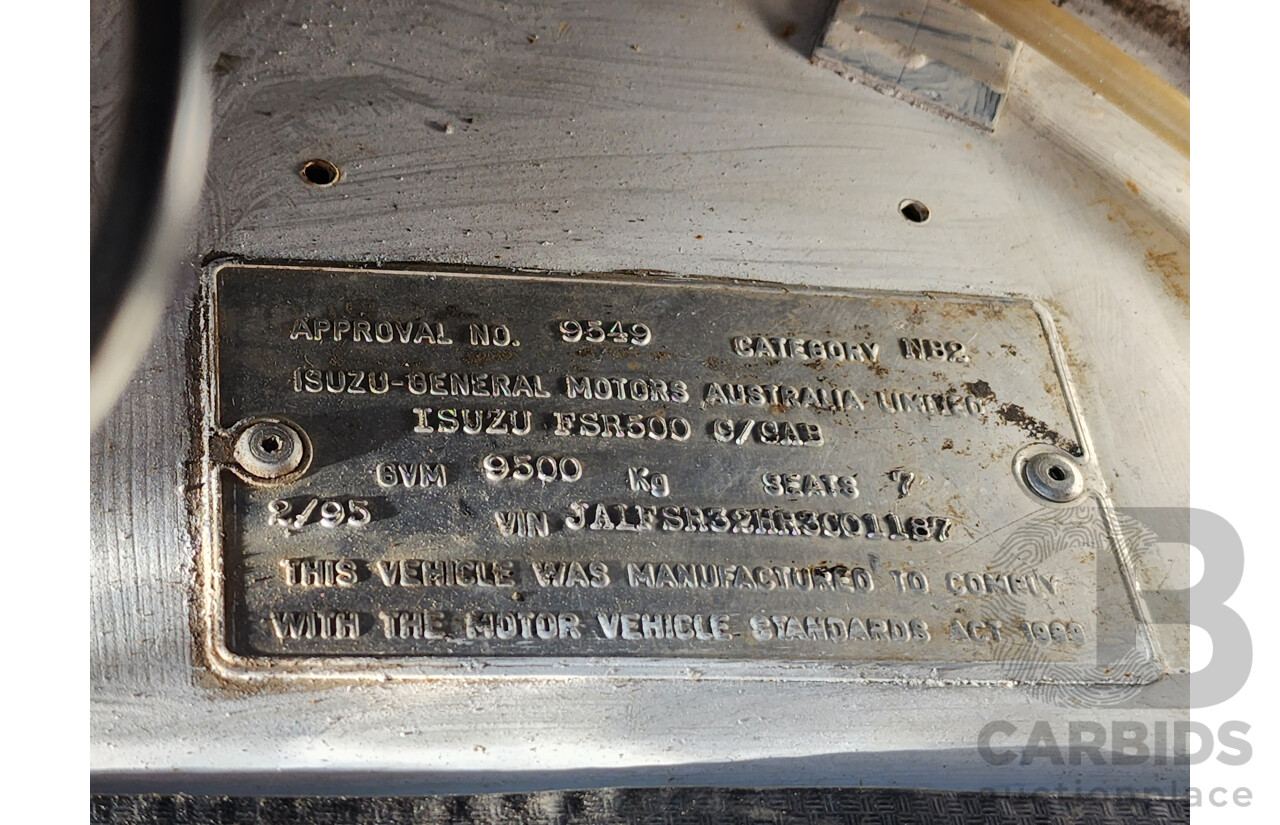 APPROVAL NO. 9549 CATEGORY NB2
ISUZU-GENERAL MOTORS AUSTRALIA LIMITED
ISUZU FSR500 C/CAB
GVM 9500 Kg SEATS 7
2/95 VIN JALFSR32HR3C01187
THIS VEHICLE WAS MANUFACTURED TO COMPLY
WITH THE MOTOR VEHICLE STANDARDS ACT 1989
B
CARBIDS
auctionplace